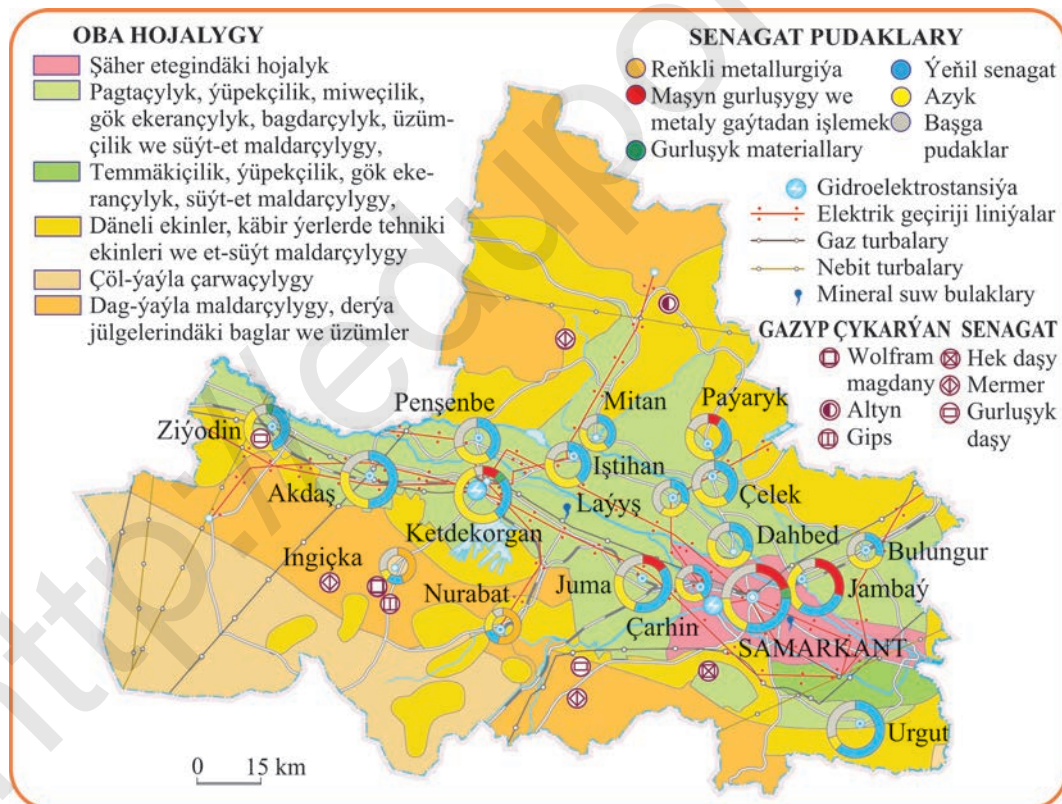 OBA HOJALYGY
Şäher etegindäki hojalyk
Pagtaçylyk, ýüpekçilik, miweçilik,
gök ekerançylyk, bagdarçylyk, üzüm-
çilik we süýt-et maldarçylygy,
Temmäkiçilik, ýüpekçilik, gök eke-
rançylyk, süýt-et maldarçylygy,
Däneli ekinler, käbir ýerlerde tehniki
ekinleri we et-süýt maldarçylygy
Çöl-ýaýla çarwaçylygy
Dag-ýaýla maldarçylygy, derýa
jülgelerindäki baglar we üzümler
SENAGAT PUDAKLARY
Reňkli metallurgiýa
Maşyn gurluşygy we
metaly gaýtadan işlemek
Gurluşyk materiallary
Ýeňil senagat
Azyk
Başga
pudaklar
Gidroelektrostansiýa
Elektrik geçiriji liniýalar
Gaz turbalary
Nebit turbalary
Mineral suw bulaklary
GAZYP ÇYKARÝAN SENAGAT
Wolfram
magdany
Altyn
Gips
Hek daşy
Mermer
Gurluşyk
daşy
Penşenbe
Mitan
Paýaryk
Ziýodin
Iştihan
Akdaş
Laýyş
Çelek
Ketdekorgan
Dahbed
Ingiçka
Bulungur
Nurabat
Juma
Jambaý
Çarhin
SAMARKANT
Urgut
0 15 km
http://edupo